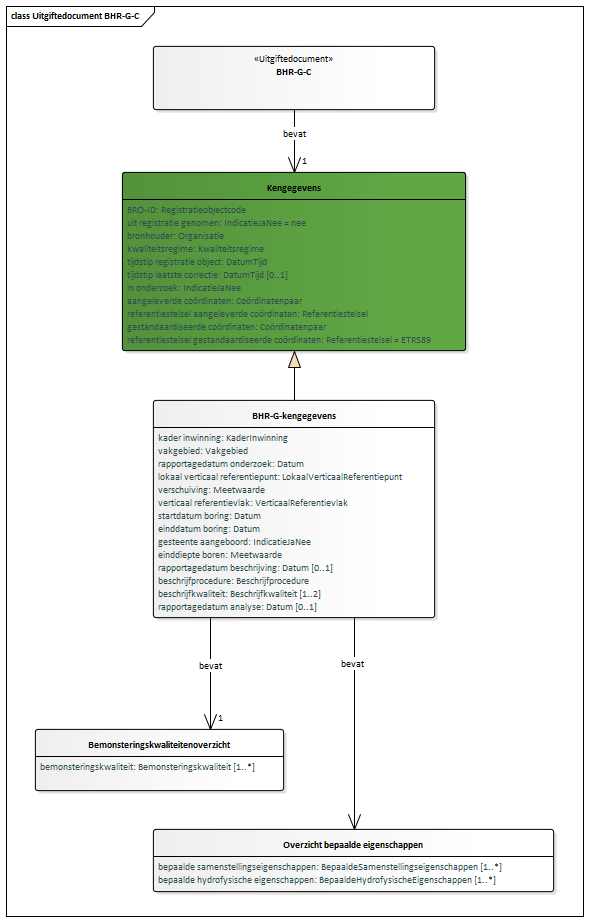 class Uitgiftedocument BHR-G-C
«Uitgiftedocument»
BHR-G-C
bevat
1
Kengegevens
BRO-ID: Registratieobjectcode
uit registratie genomen: IndicatieJaNee = nee
bronhouder: Organisatie
kwaliteitsregime: Kwaliteitsregime
tijdstip registratie object: DatumTijd
tijdstip laatste correctie: DatumTijd [0..1]
in onderzoek: IndicatieJaNee
aangeleverde coördinaten: Coördinatenpaar
referentiestelsel aangeleverde coördinaten: Referentiestelsel
gestandaardiseerde coördinaten: Coördinatenpaar
referentiestelsel gestandaardiseerde coördinaten: Referentiestelsel = ETRS89
BHR-G-kengegevens
kader inwinning: KaderInwinning
vakgebied: Vakgebied
rapportagedatum onderzoek: Datum
lokaal verticaal referentiepunt: LokaalVerticaalReferentiepunt
verschuiving: Meetwaarde
verticaal referentievlak: VerticaalReferentievlak
startdatum boring: Datum
einddatum boring: Datum
gesteente aangeboord: IndicatieJaNee
einddiepte boren: Meetwaarde
rapportagedatum beschrijving: Datum [0..1]
beschrijfprocedure: Beschrijfprocedure
beschrijfkwaliteit: Beschrijfkwaliteit [1..2]
rapportagedatum analyse: Datum [0..1]
bevat
bevat
1
Bemonsteringskwaliteitenoverzicht
bemonsteringskwaliteit: Bemonsteringskwaliteit [1..*]
Overzicht bepaalde eigenschappen
bepaalde samenstellingseigenschappen: BepaaldeSamenstellingseigenschappen [1..*]
bepaalde hydrofysische eigenschappen: BepaaldeHydrofysischeEigenschappen [1..*]